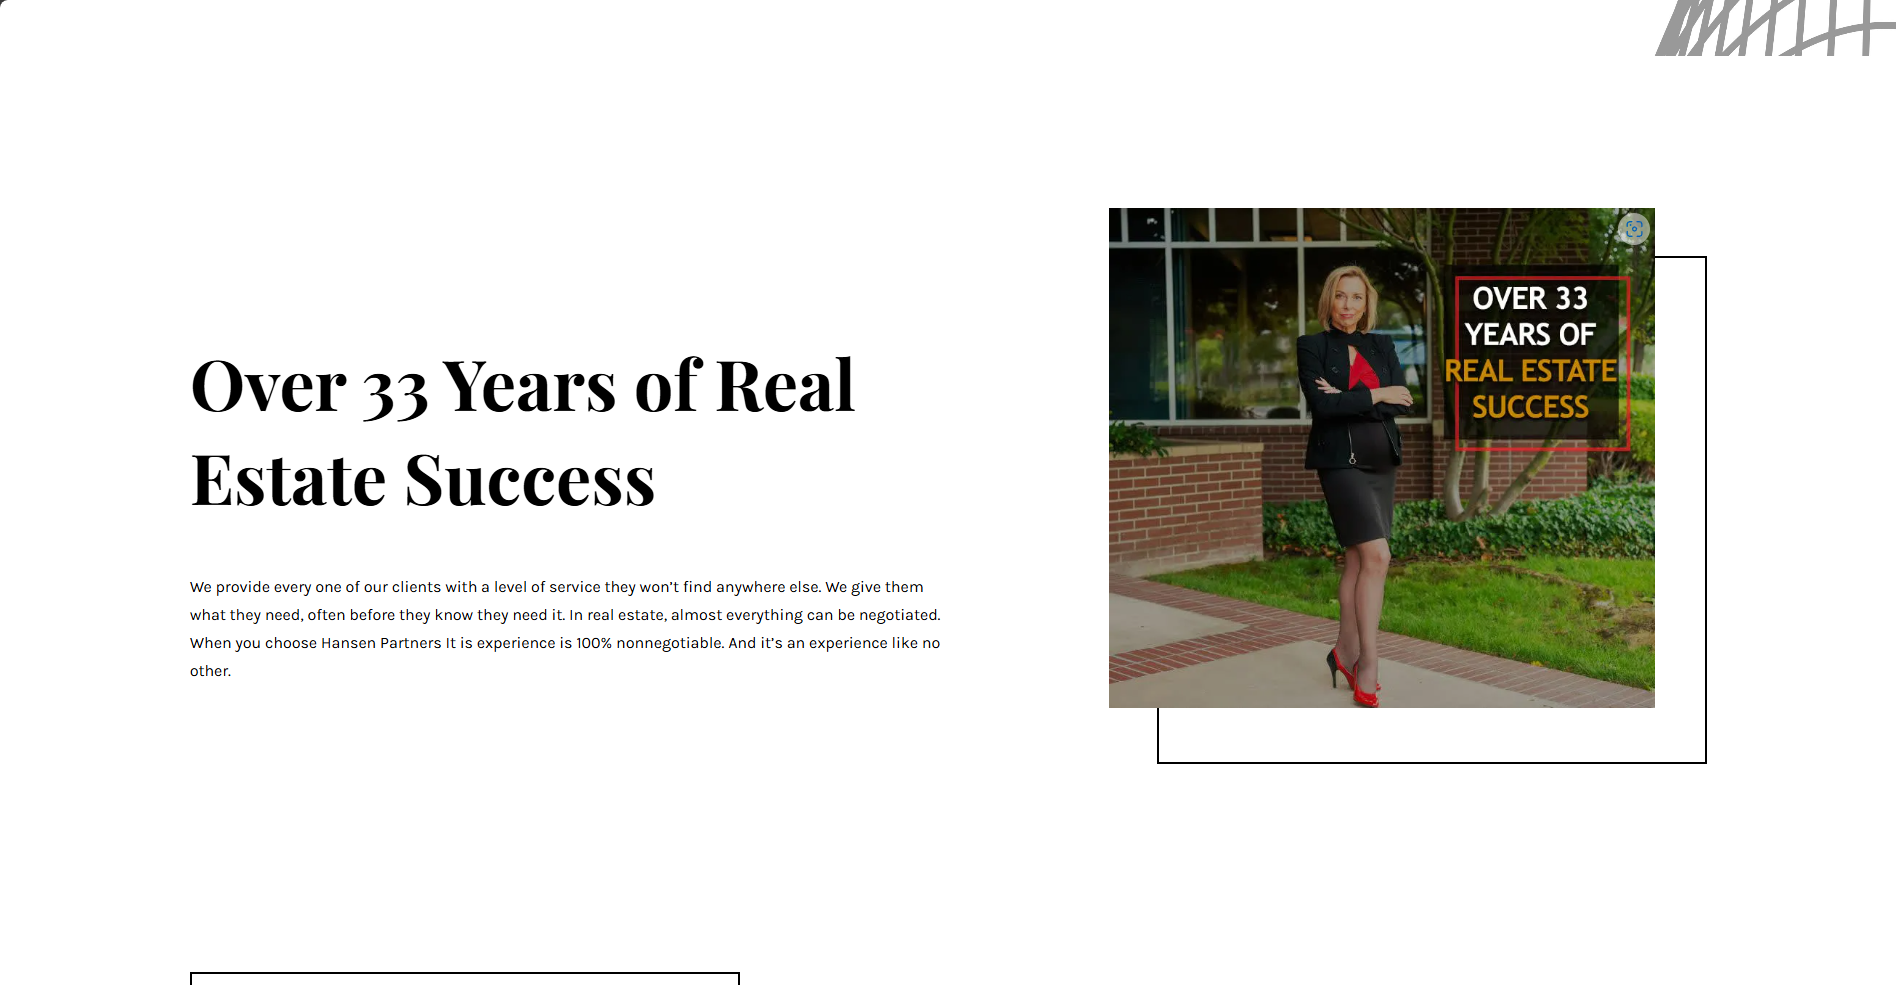 Over 33 Years of Real
Estate Success
We provide every one of our clients with a level of service they won't find anywhere else. We give them
what they need, often before they know they need it. In real estate, almost everything can be negotiated.
When you choose Hansen Partners It is experience is 100% nonnegotiable. And it's an experience like no
other.
OVER 33
YEARS OF
REAL ESTATE
SUCCESS